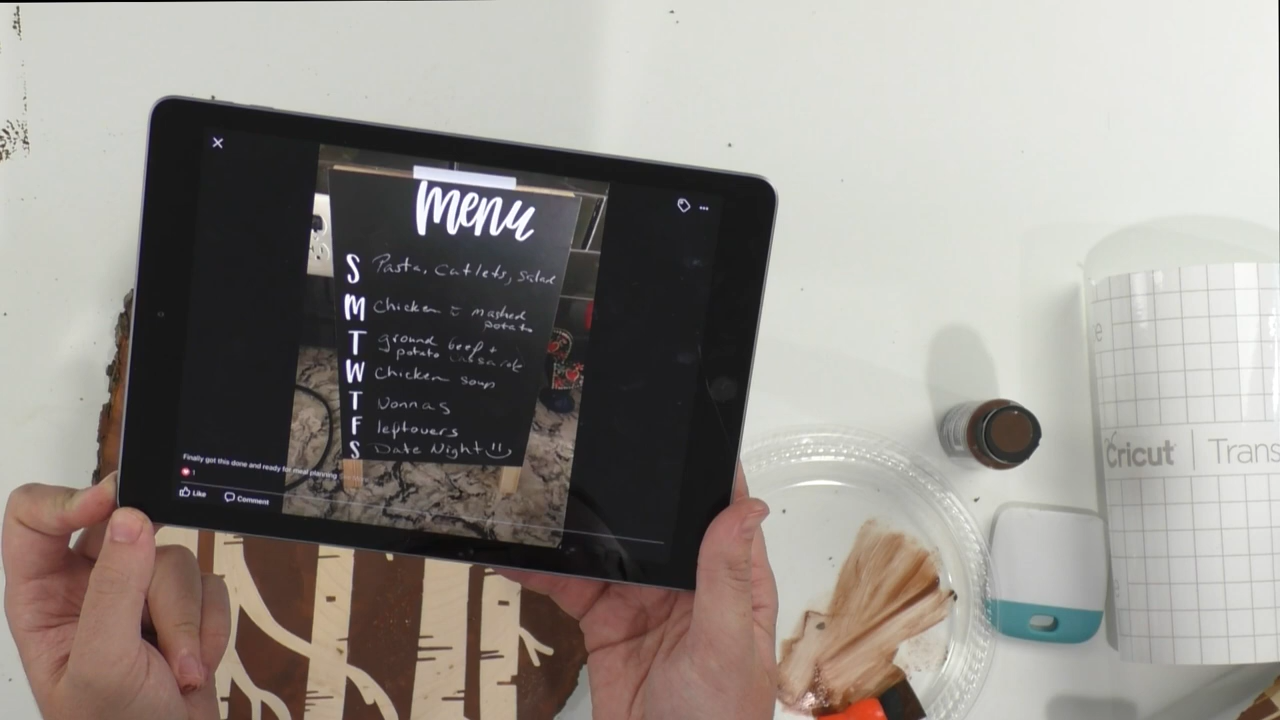 menu
S Pasta, Cutlets, Salad
M Chicken c̄ mashed
potato
T ground beef +
potato casserole
W Chicken soup
T Nonnas
F leftovers
S Date Night :)
Finally got this done and ready for meal planning
1
Like Comment
Cricut Trans